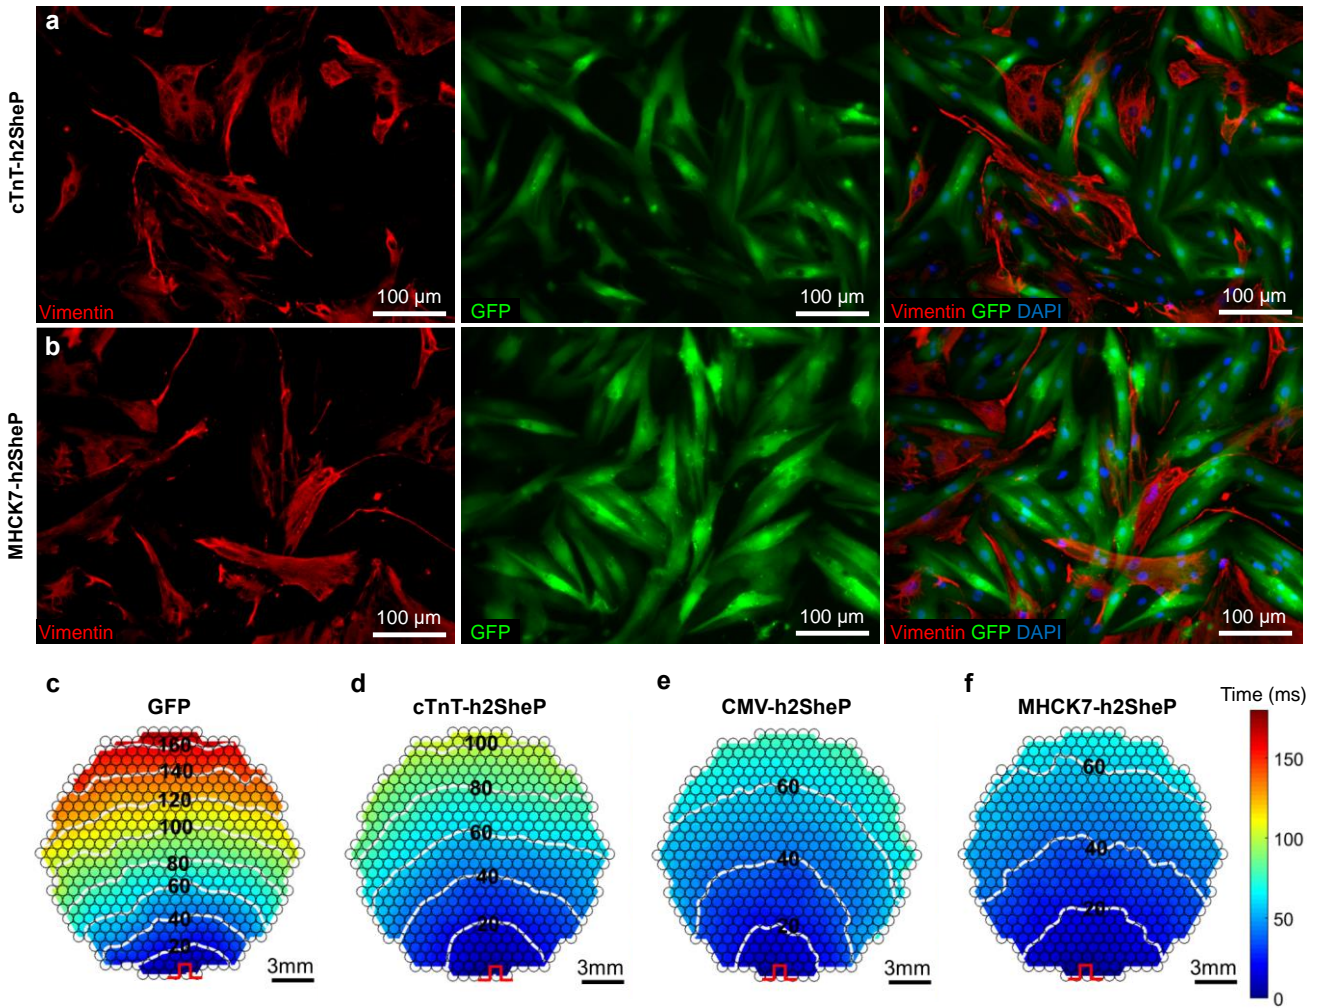 a
cTnT-h2SheP
Vimentin
100 µm
GFP
100 µm
Vimentin GFP DAPI
100 µm
b
MHCK7-h2SheP
Vimentin
100 µm
GFP
100 µm
Vimentin GFP DAPI
100 µm
c
GFP
160
140
120
100
80
60
40
20
3mm
d
cTnT-h2SheP
100
80
60
40
20
3mm
e
CMV-h2SheP
60
40
20
3mm
f
MHCK7-h2SheP
60
40
20
3mm
Time (ms)
150
100
50
0